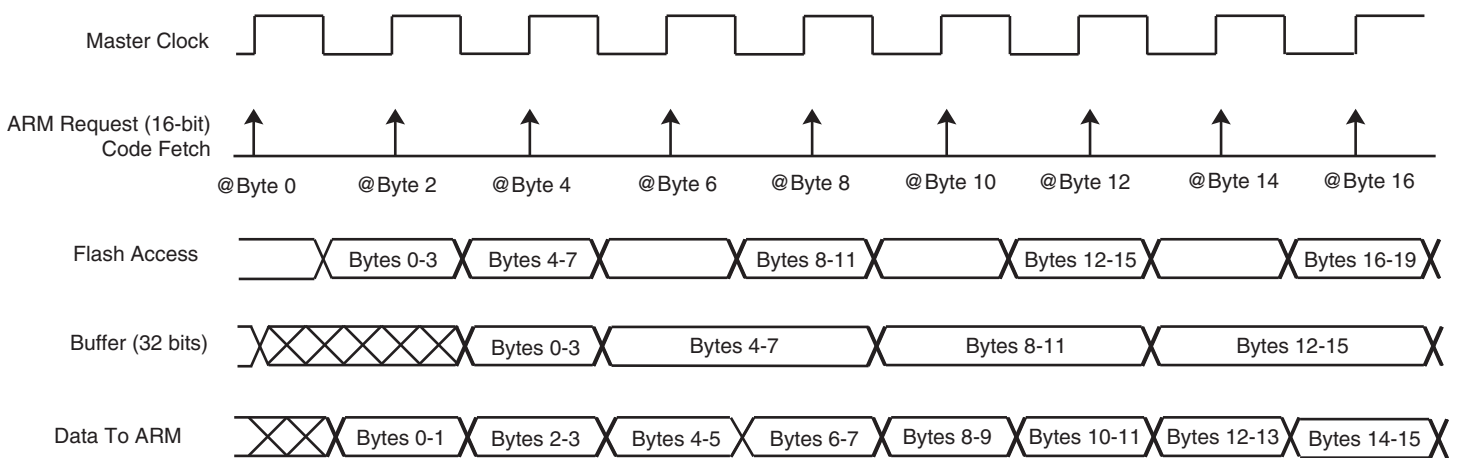 Master Clock
ARM Request (16-bit)
Code Fetch
@Byte 0 @Byte 2 @Byte 4 @Byte 6 @Byte 8 @Byte 10 @Byte 12 @Byte 14 @Byte 16
Flash Access Bytes 0-3 Bytes 4-7 Bytes 8-11 Bytes 12-15 Bytes 16-19
Buffer (32 bits) Bytes 0-3 Bytes 4-7 Bytes 8-11 Bytes 12-15
Data To ARM Bytes 0-1 Bytes 2-3 Bytes 4-5 Bytes 6-7 Bytes 8-9 Bytes 10-11 Bytes 12-13 Bytes 14-15